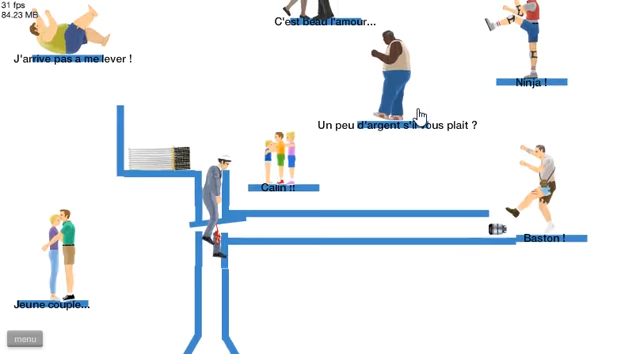 31 fps
84.23 MB
C'est beau l'amour...
J'arrive pas a me lever !
Ninja !
Un peu d'argent s'il vous plait ?
Calin !!
Baston !
Jeune couple...
menu